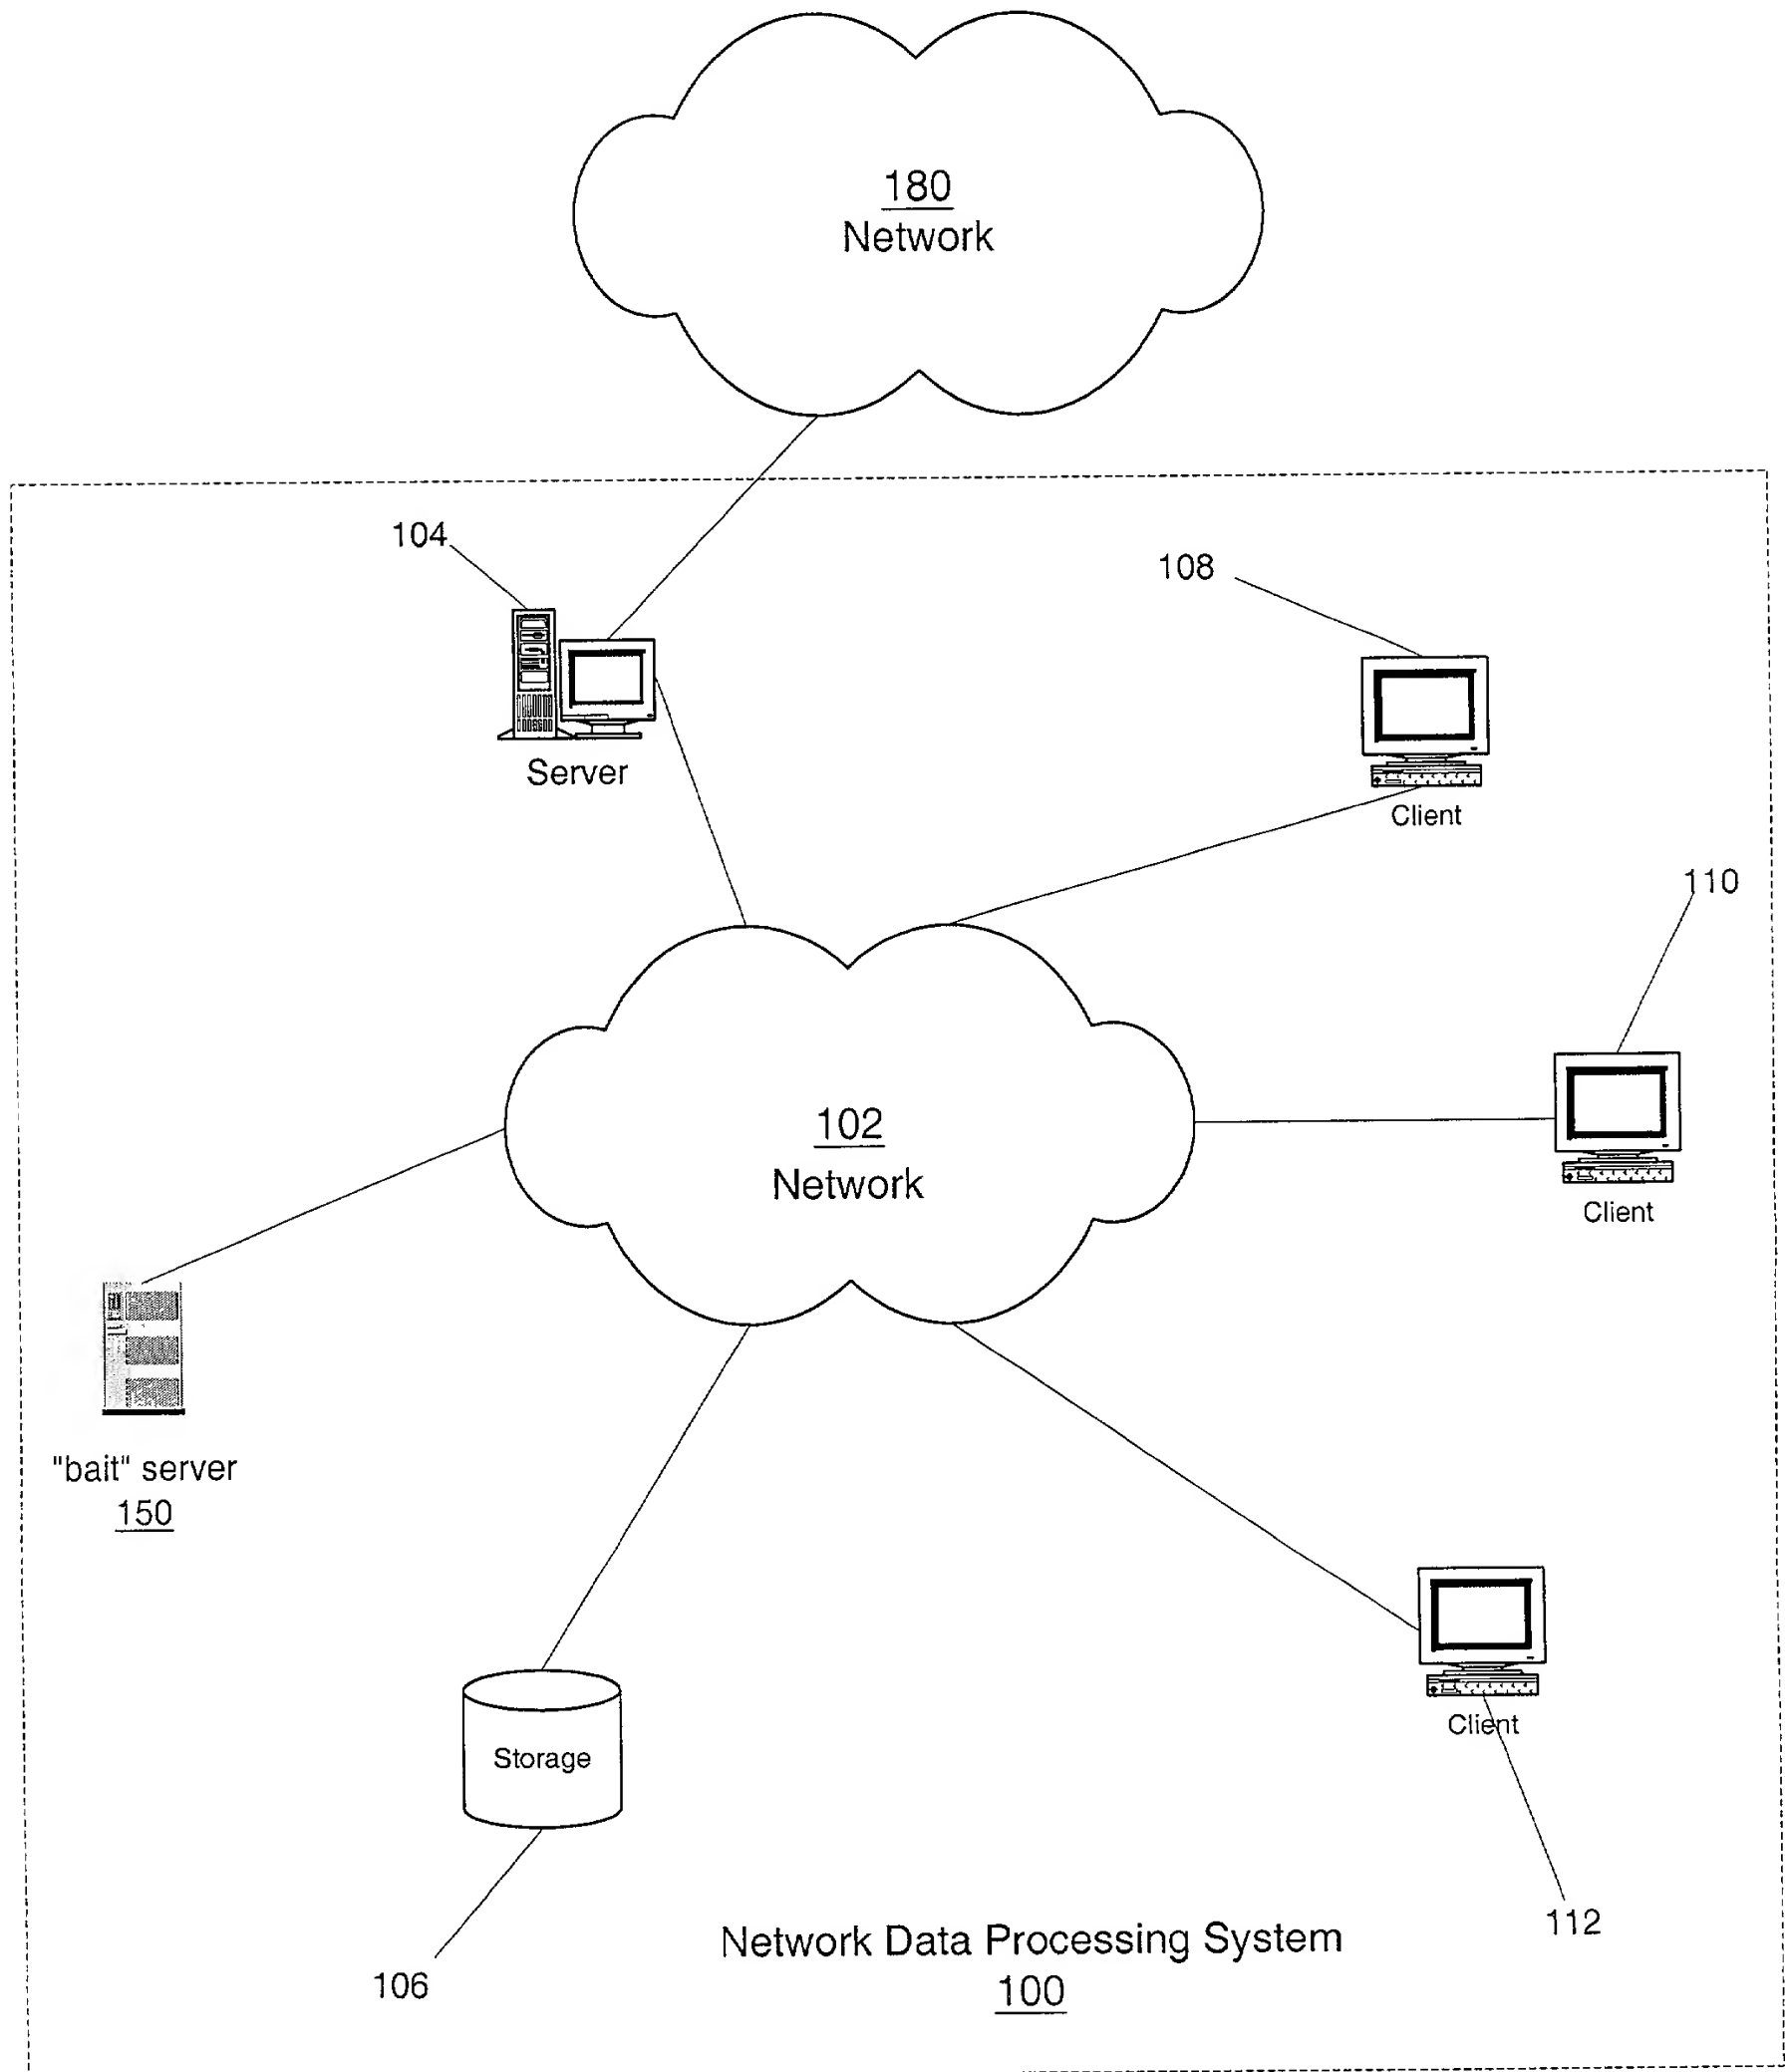 180
Network
104
108
Server
Client
110
102
Network
Client
"bait" server
150
Storage
Client
112
Network Data Processing System
106
100